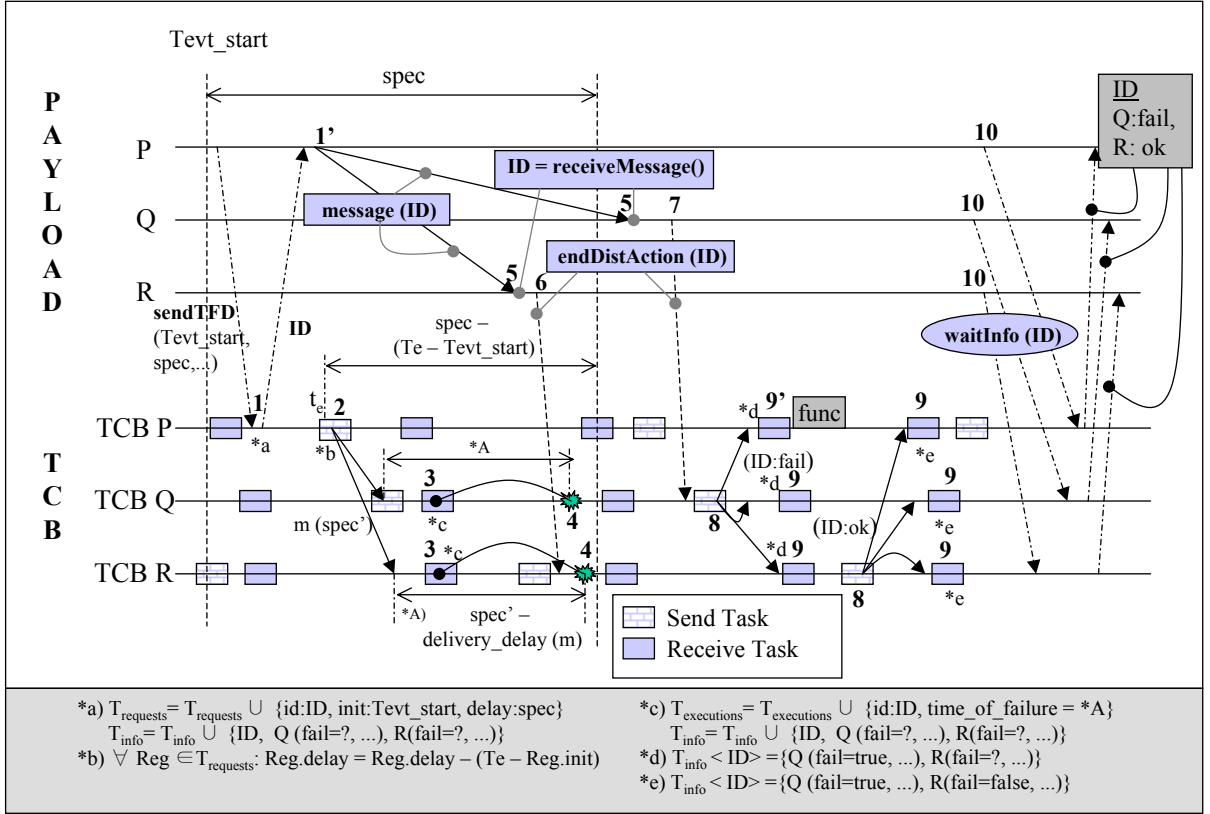 Tevt_start
spec
P
A
Y
L
O
A
D
P
Q
R
1’
10
ID
Q:fail,
R: ok
ID = receiveMessage()
message (ID)
5
7
10
endDistAction (ID)
5
6
10
sendTFD
(Tevt_start,
spec,...)
ID
spec –
(Te – Tevt_start)
waitInfo (ID)
T
C
B
TCB P
1
*a
te
2
*b
*A
*d
9’
func
9
*e
(ID:fail)
TCB Q
m (spec’)
3
*c
4
8
*d
9
(ID:ok)
9
*e
TCB R
3
*c
4
*d
9
8
9
*e
*A)
spec’ –
delivery_delay (m)
Send Task
Receive Task
*a) Trequests= Trequests ∪ {id:ID, init:Tevt_start, delay:spec}
Tinfo= Tinfo ∪ {ID, Q (fail=?, ...), R(fail=?, ...)}
*b) ∀ Reg ∈Trequests: Reg.delay = Reg.delay – (Te – Reg.init)
*c) Texecutions= Texecutions ∪ {id:ID, time_of_failure = *A}
Tinfo= Tinfo ∪ {ID, Q (fail=?, ...), R(fail=?, ...)}
*d) Tinfo < ID> ={Q (fail=true, ...), R(fail=?, ...)}
*e) Tinfo < ID> ={Q (fail=true, ...), R(fail=false, ...)}